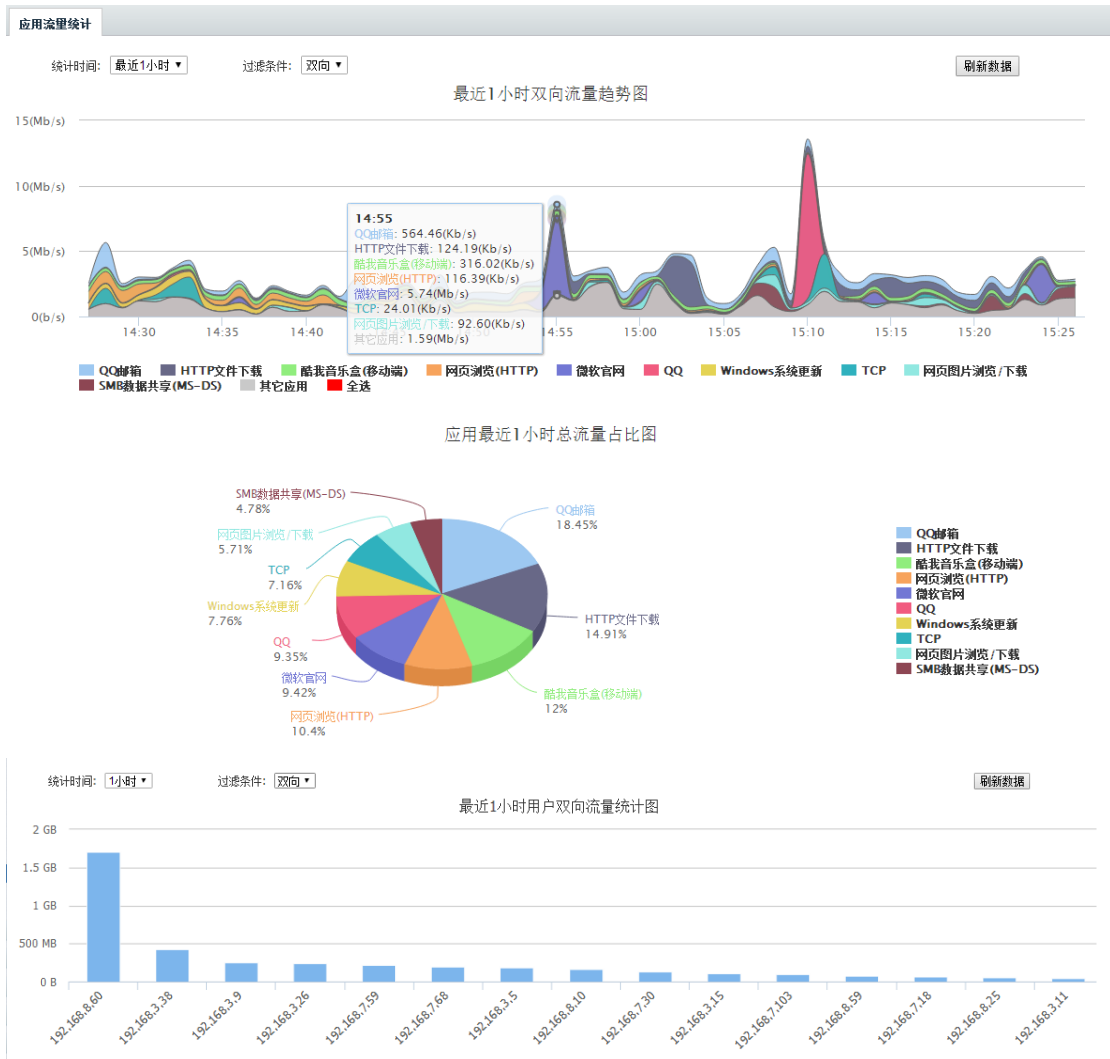 应用流量统计
统计时间: 最近1小时 过滤条件: 双向 刷新数据
最近1小时双向流量趋势图
15(Mb/s)
10(Mb/s)
5(Mb/s)
0(b/s)
14:55
QQ邮箱: 564.46(Kb/s)
HTTP文件下载: 124.19(Kb/s)
酷我音乐盒(移动端): 316.02(Kb/s)
网页浏览(HTTP): 116.39(Kb/s)
微软官网: 5.74(Mb/s)
TCP: 24.01(Kb/s)
网页图片浏览/下载: 92.60(Kb/s)
其它应用: 1.59(Mb/s)
14:30 14:35 14:40 14:55 15:00 15:05 15:10 15:15 15:20 15:25
QQ邮箱 HTTP文件下载 酷我音乐盒(移动端) 网页浏览(HTTP) 微软官网 QQ Windows系统更新 TCP 网页图片浏览/下载
SMB数据共享(MS-DS) 其它应用 全选
应用最近1小时总流量占比图
SMB数据共享(MS-DS)
4.78%
网页图片浏览/下载
5.71%
TCP
7.16%
Windows系统更新
7.76%
QQ
9.35%
微软官网
9.42%
网页浏览(HTTP)
10.4%
QQ邮箱
18.45%
HTTP文件下载
14.91%
酷我音乐盒(移动端)
12%
QQ邮箱
HTTP文件下载
酷我音乐盒(移动端)
网页浏览(HTTP)
微软官网
QQ
Windows系统更新
TCP
网页图片浏览/下载
SMB数据共享(MS-DS)
统计时间: 1小时 过滤条件: 双向 刷新数据
最近1小时用户双向流量统计图
2 GB
1.5 GB
1 GB
500 MB
0 B
192.168.8.60 192.168.3.38 192.168.3.9 192.168.3.26 192.168.7.59 192.168.7.68 192.168.3.5 192.168.8.10 192.168.7.30 192.168.3.15 192.168.7.103 192.168.8.59 192.168.7.18 192.168.8.25 192.168.3.11